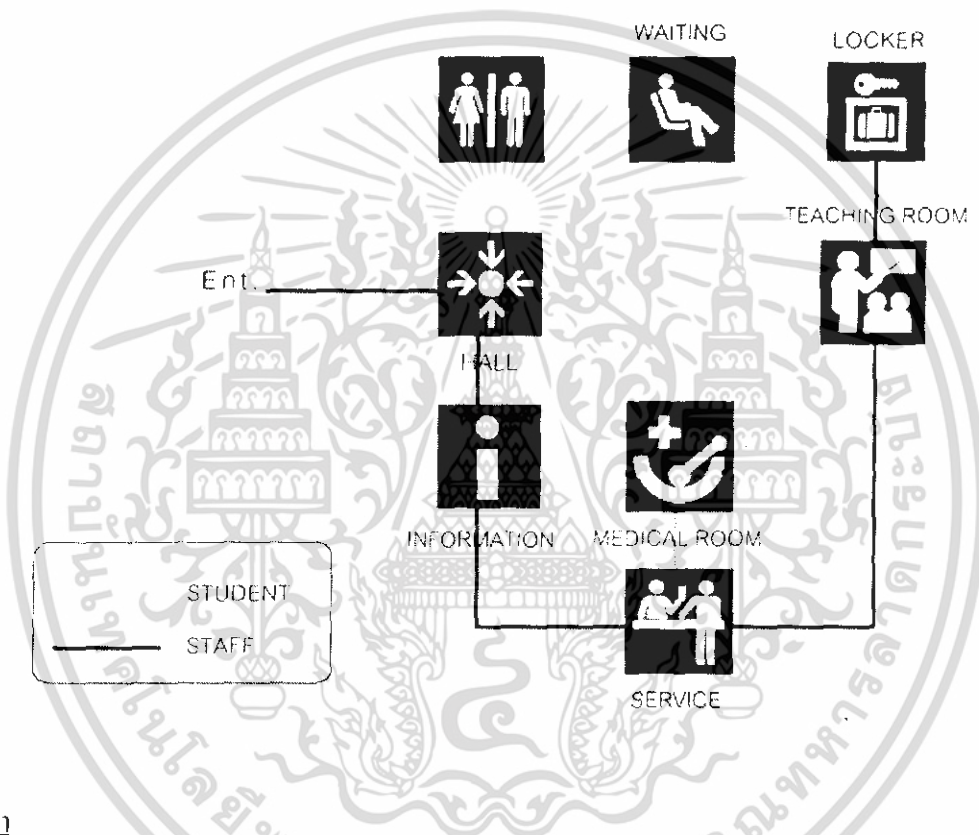 WAITING
LOCKER
TEACHING ROOM
Ent.
HALL
INFORMATION
MEDICAL ROOM
STUDENT
STAFF
SERVICE